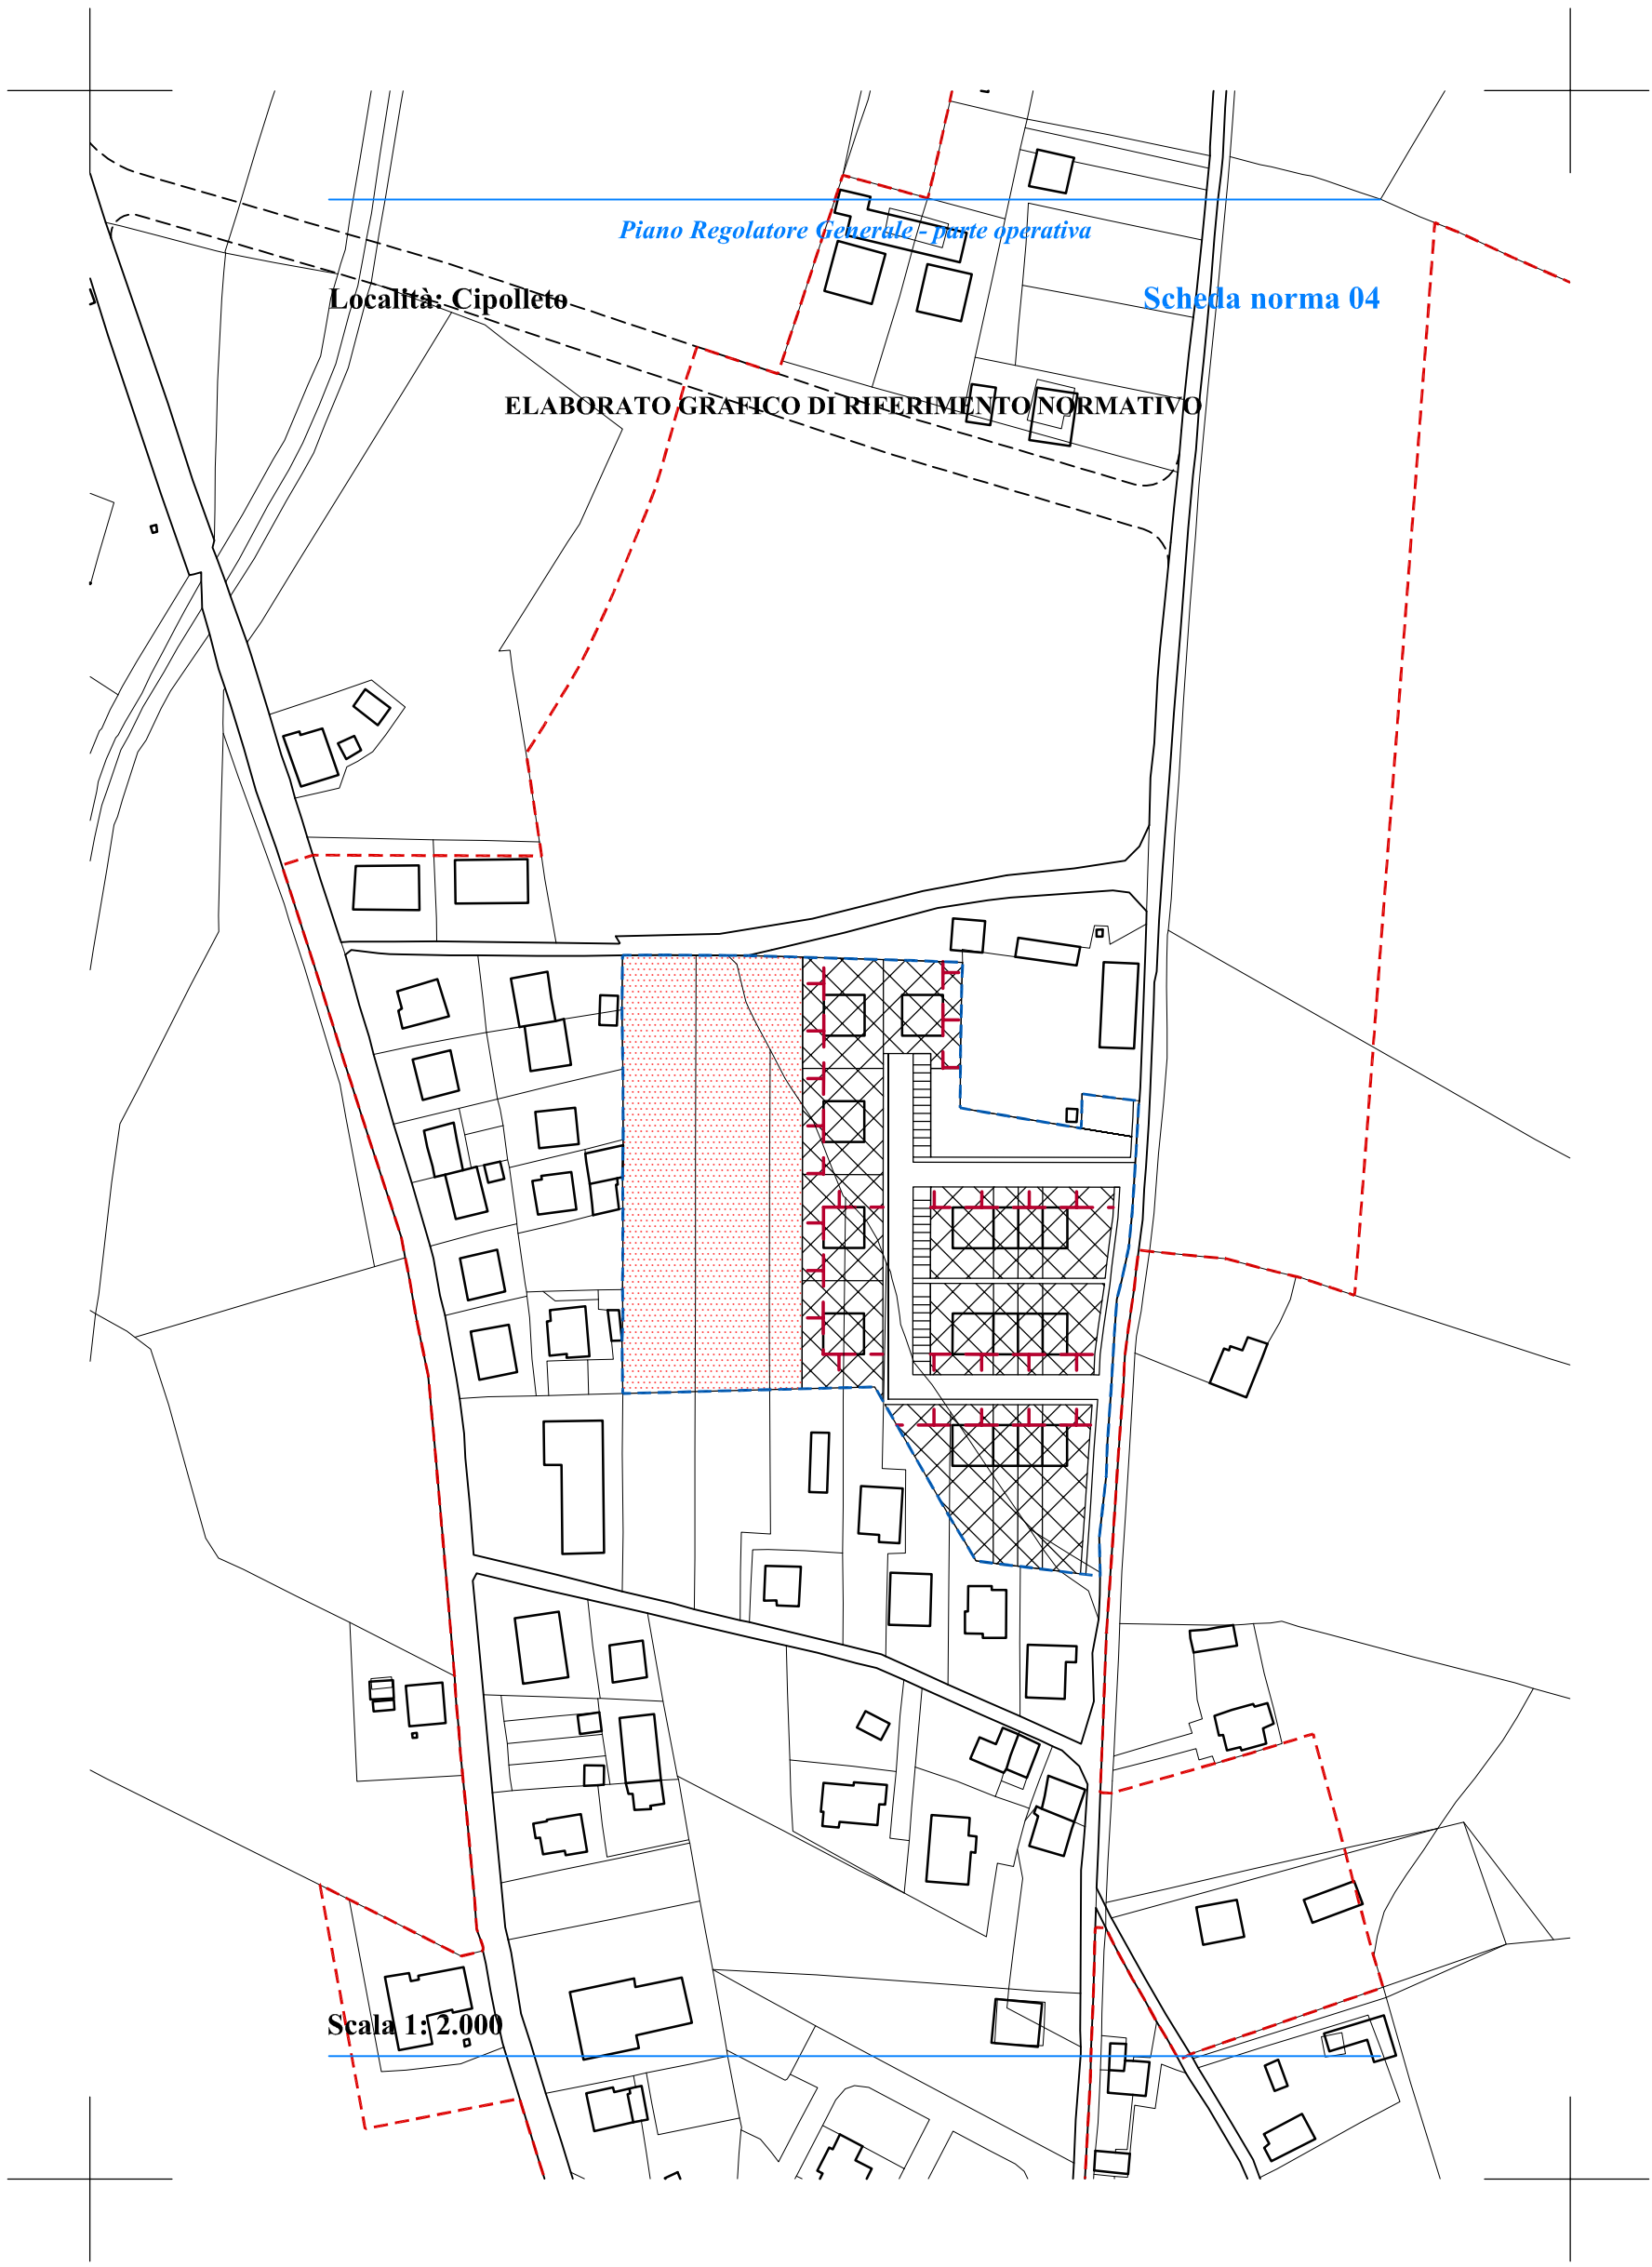 Piano Regolatore Generale - parte operativa
Località: Cipolleto
Scheda norma 04
ELABORATO GRAFICO DI RIFERIMENTO NORMATIVO
Scala 1: 2.000